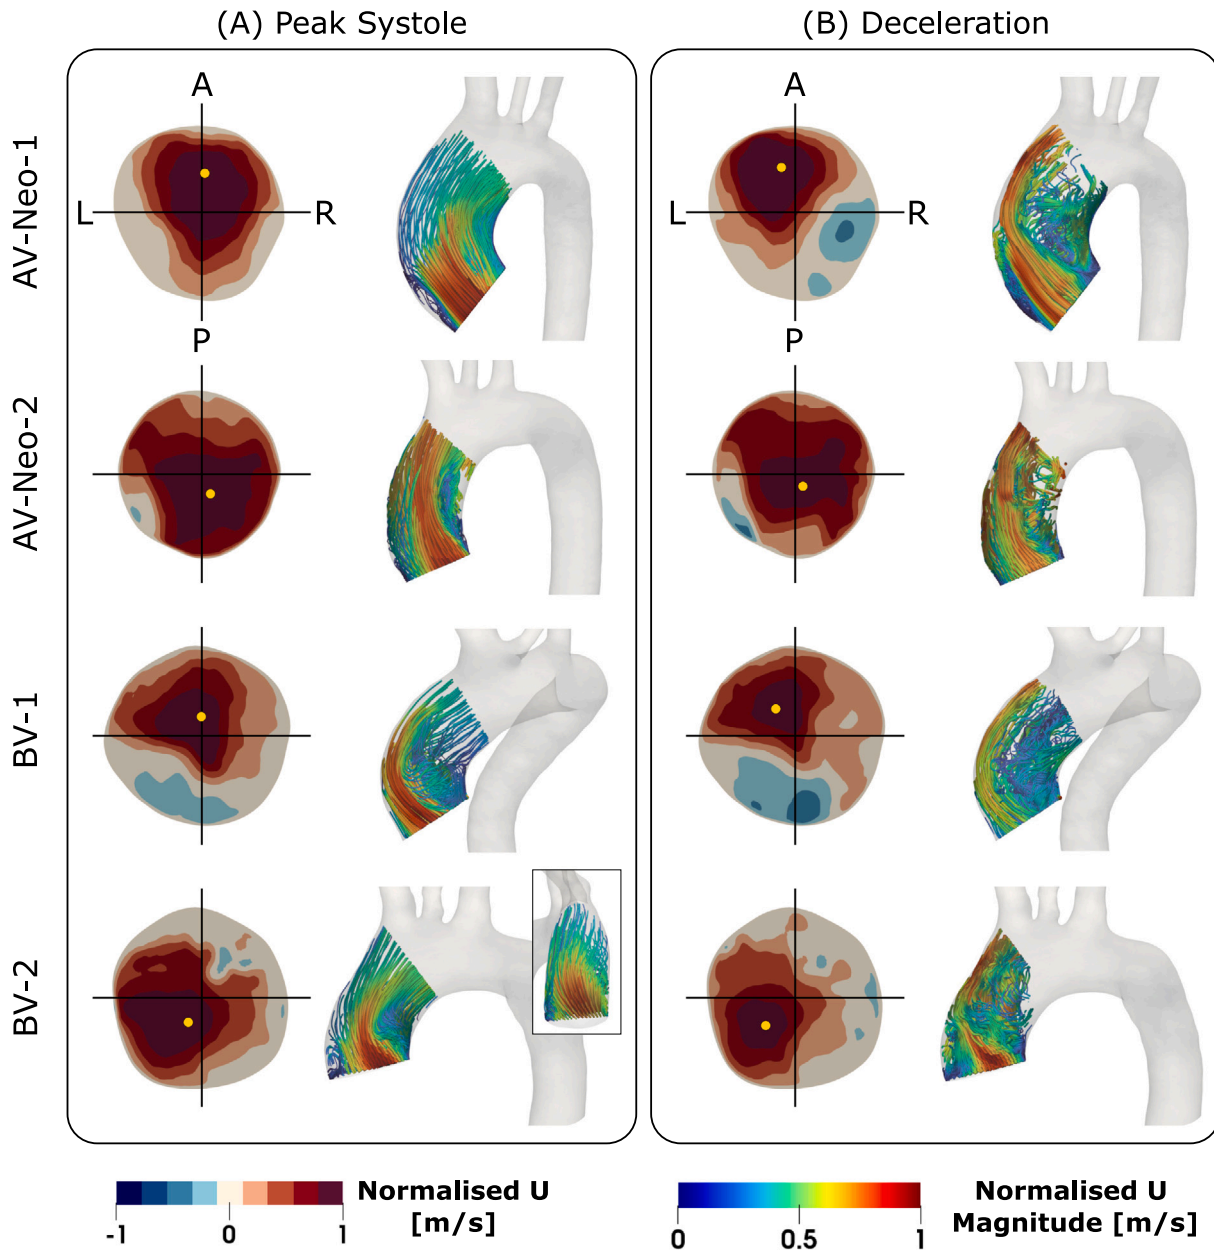 (A) Peak Systole
(B) Deceleration
AV-Neo-1
A
L
R
P
A
L
R
P
AV-Neo-2
BV-1
BV-2
-1
0
1
Normalised U
[m/s]
0
0.5
1
Normalised U
Magnitude [m/s]